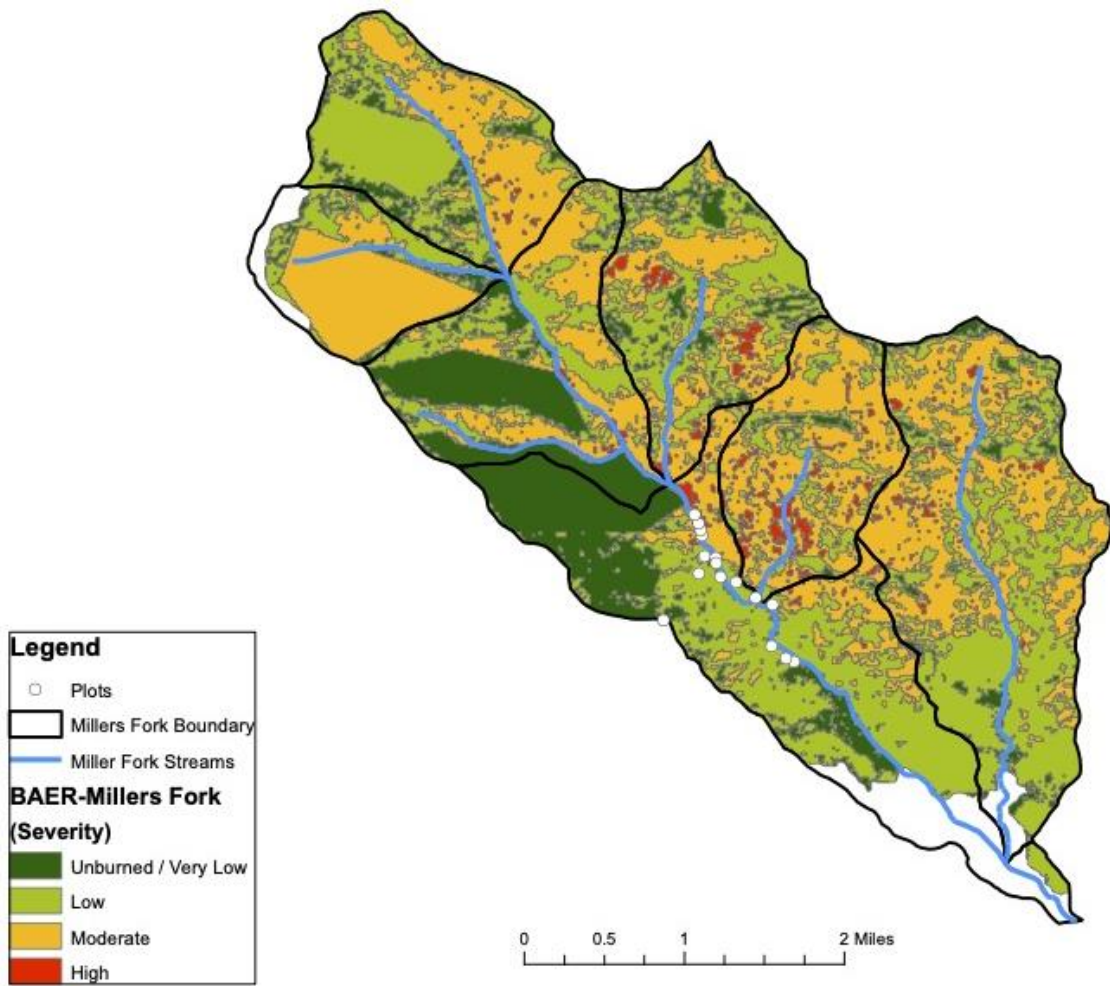 Legend
Plots
Millers Fork Boundary
Miller Fork Streams
BAER-Millers Fork
(Severity)
Unburned / Very Low
Low
Moderate
High
0 0.5 1 2 Miles